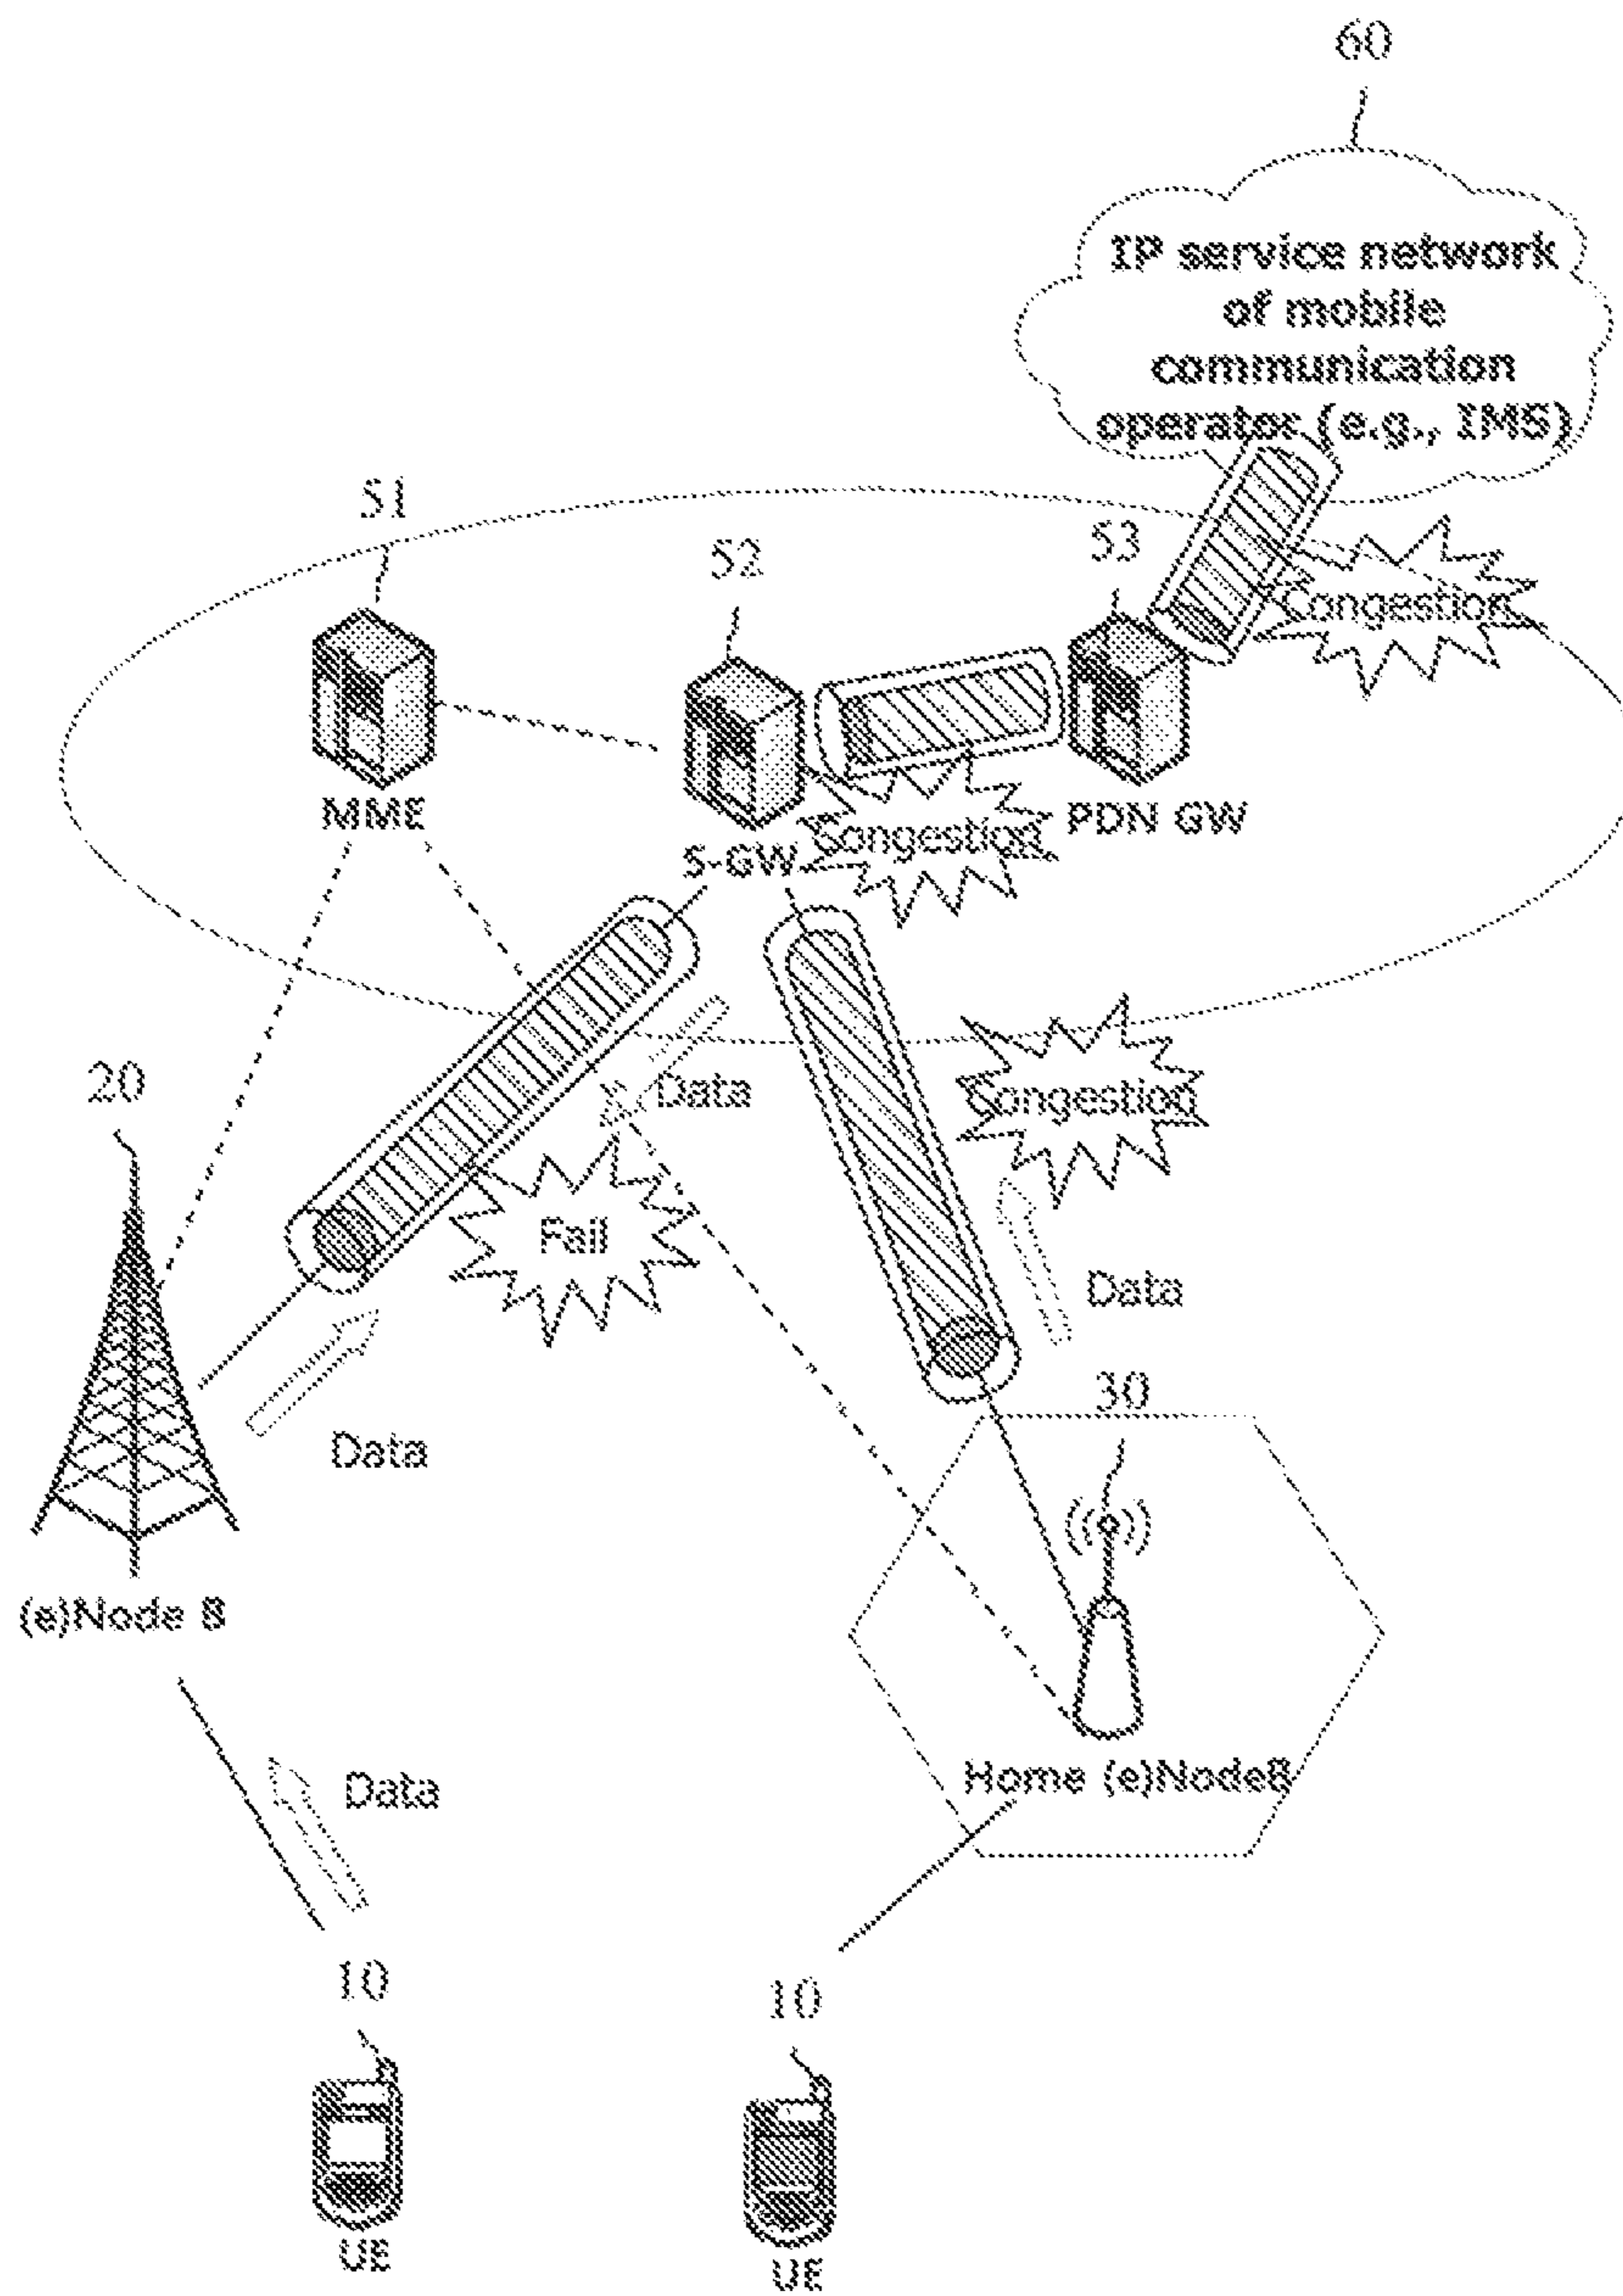 60
IP service network
of mobile
communication
operator (e.g., IMS)
51
52
53
Congestion
MME
S-GW
Congestion
PDN GW
20
Data
Congestion
Fail
Data
30
Data
(e)Node B
Home (e)NodeB
Data
10
10
UE
UE